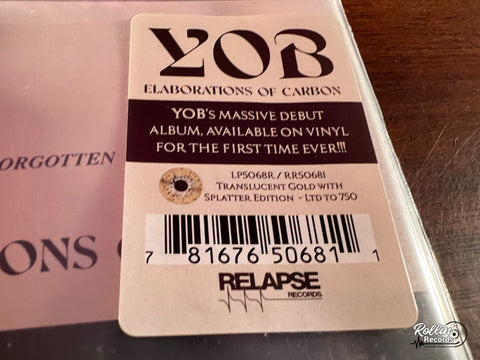 YOB
ELABORATIONS OF CARBON
YOB'S MASSIVE DEBUT
ALBUM, AVAILABLE ON VINYL
FOR THE FIRST TIME EVER!!!
LP5068R / RR50681
TRANSLUCENT GOLD WITH
SPLATTER EDITION - LTD TO 750
7 81676 50681 1
RELAPSE
RECORDS
ORGOTTEN
ONS
Rollin'
Records